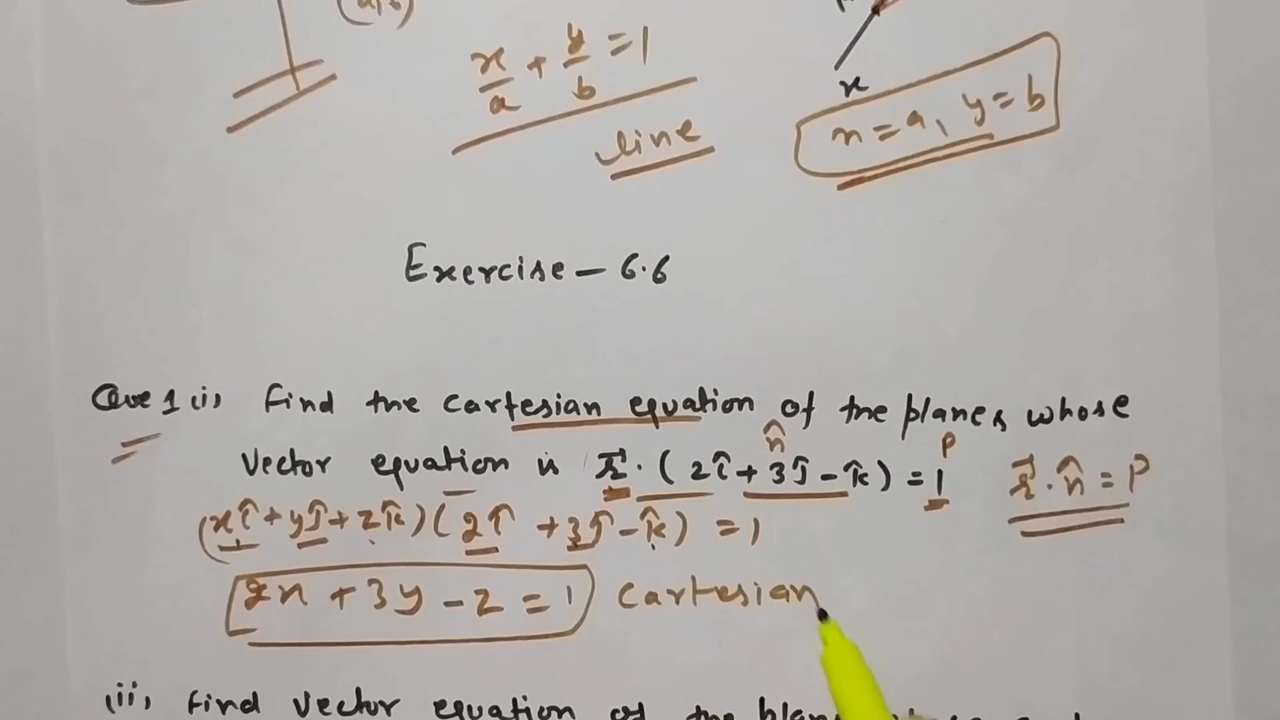 (a,b)
x/a + y/b = 1
line
x
x = a, y = b
Exercise – 6.6
Que 1 (i) Find the cartesian equation of the planes whose
n̂ P
vector equation is r⃗ · (2î + 3ĵ – k̂) = 1 r⃗ · n̂ = P
(xî + yĵ + zk̂)(2î + 3ĵ – k̂) = 1
2x + 3y – z = 1 Cartesian
(ii) Find vector equation of the plane